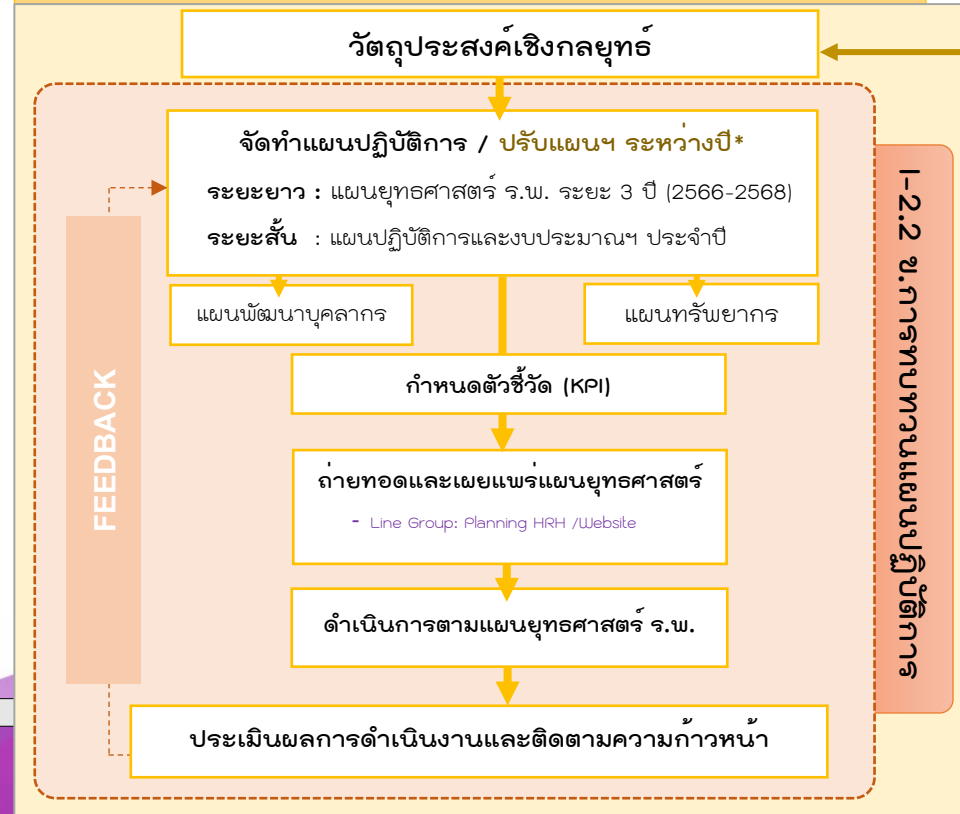 วัตถุประสงค์เชิงกลยุทธ์
จัดทำแผนปฏิบัติการ / ปรับแผนฯ ระหว่างปี*
ระยะยาว : แผนยุทธศาสตร์ ร.พ. ระยะ 3 ปี (2566-2568)
ระยะสั้น : แผนปฏิบัติการและงบประมาณฯ ประจำปี
แผนพัฒนาบุคลากร
แผนทรัพยากร
กำหนดตัวชี้วัด (KPI)
ถ่ายทอดและเผยแพร่แผนยุทธศาสตร์
- Line Group: Planning HRH /Website
ดำเนินการตามแผนยุทธศาสตร์ ร.พ.
ประเมินผลการดำเนินงานและติดตามความก้าวหน้า
FEEDBACK
I-2.2 ข.การทบทวนแผนปฏิบัติการ